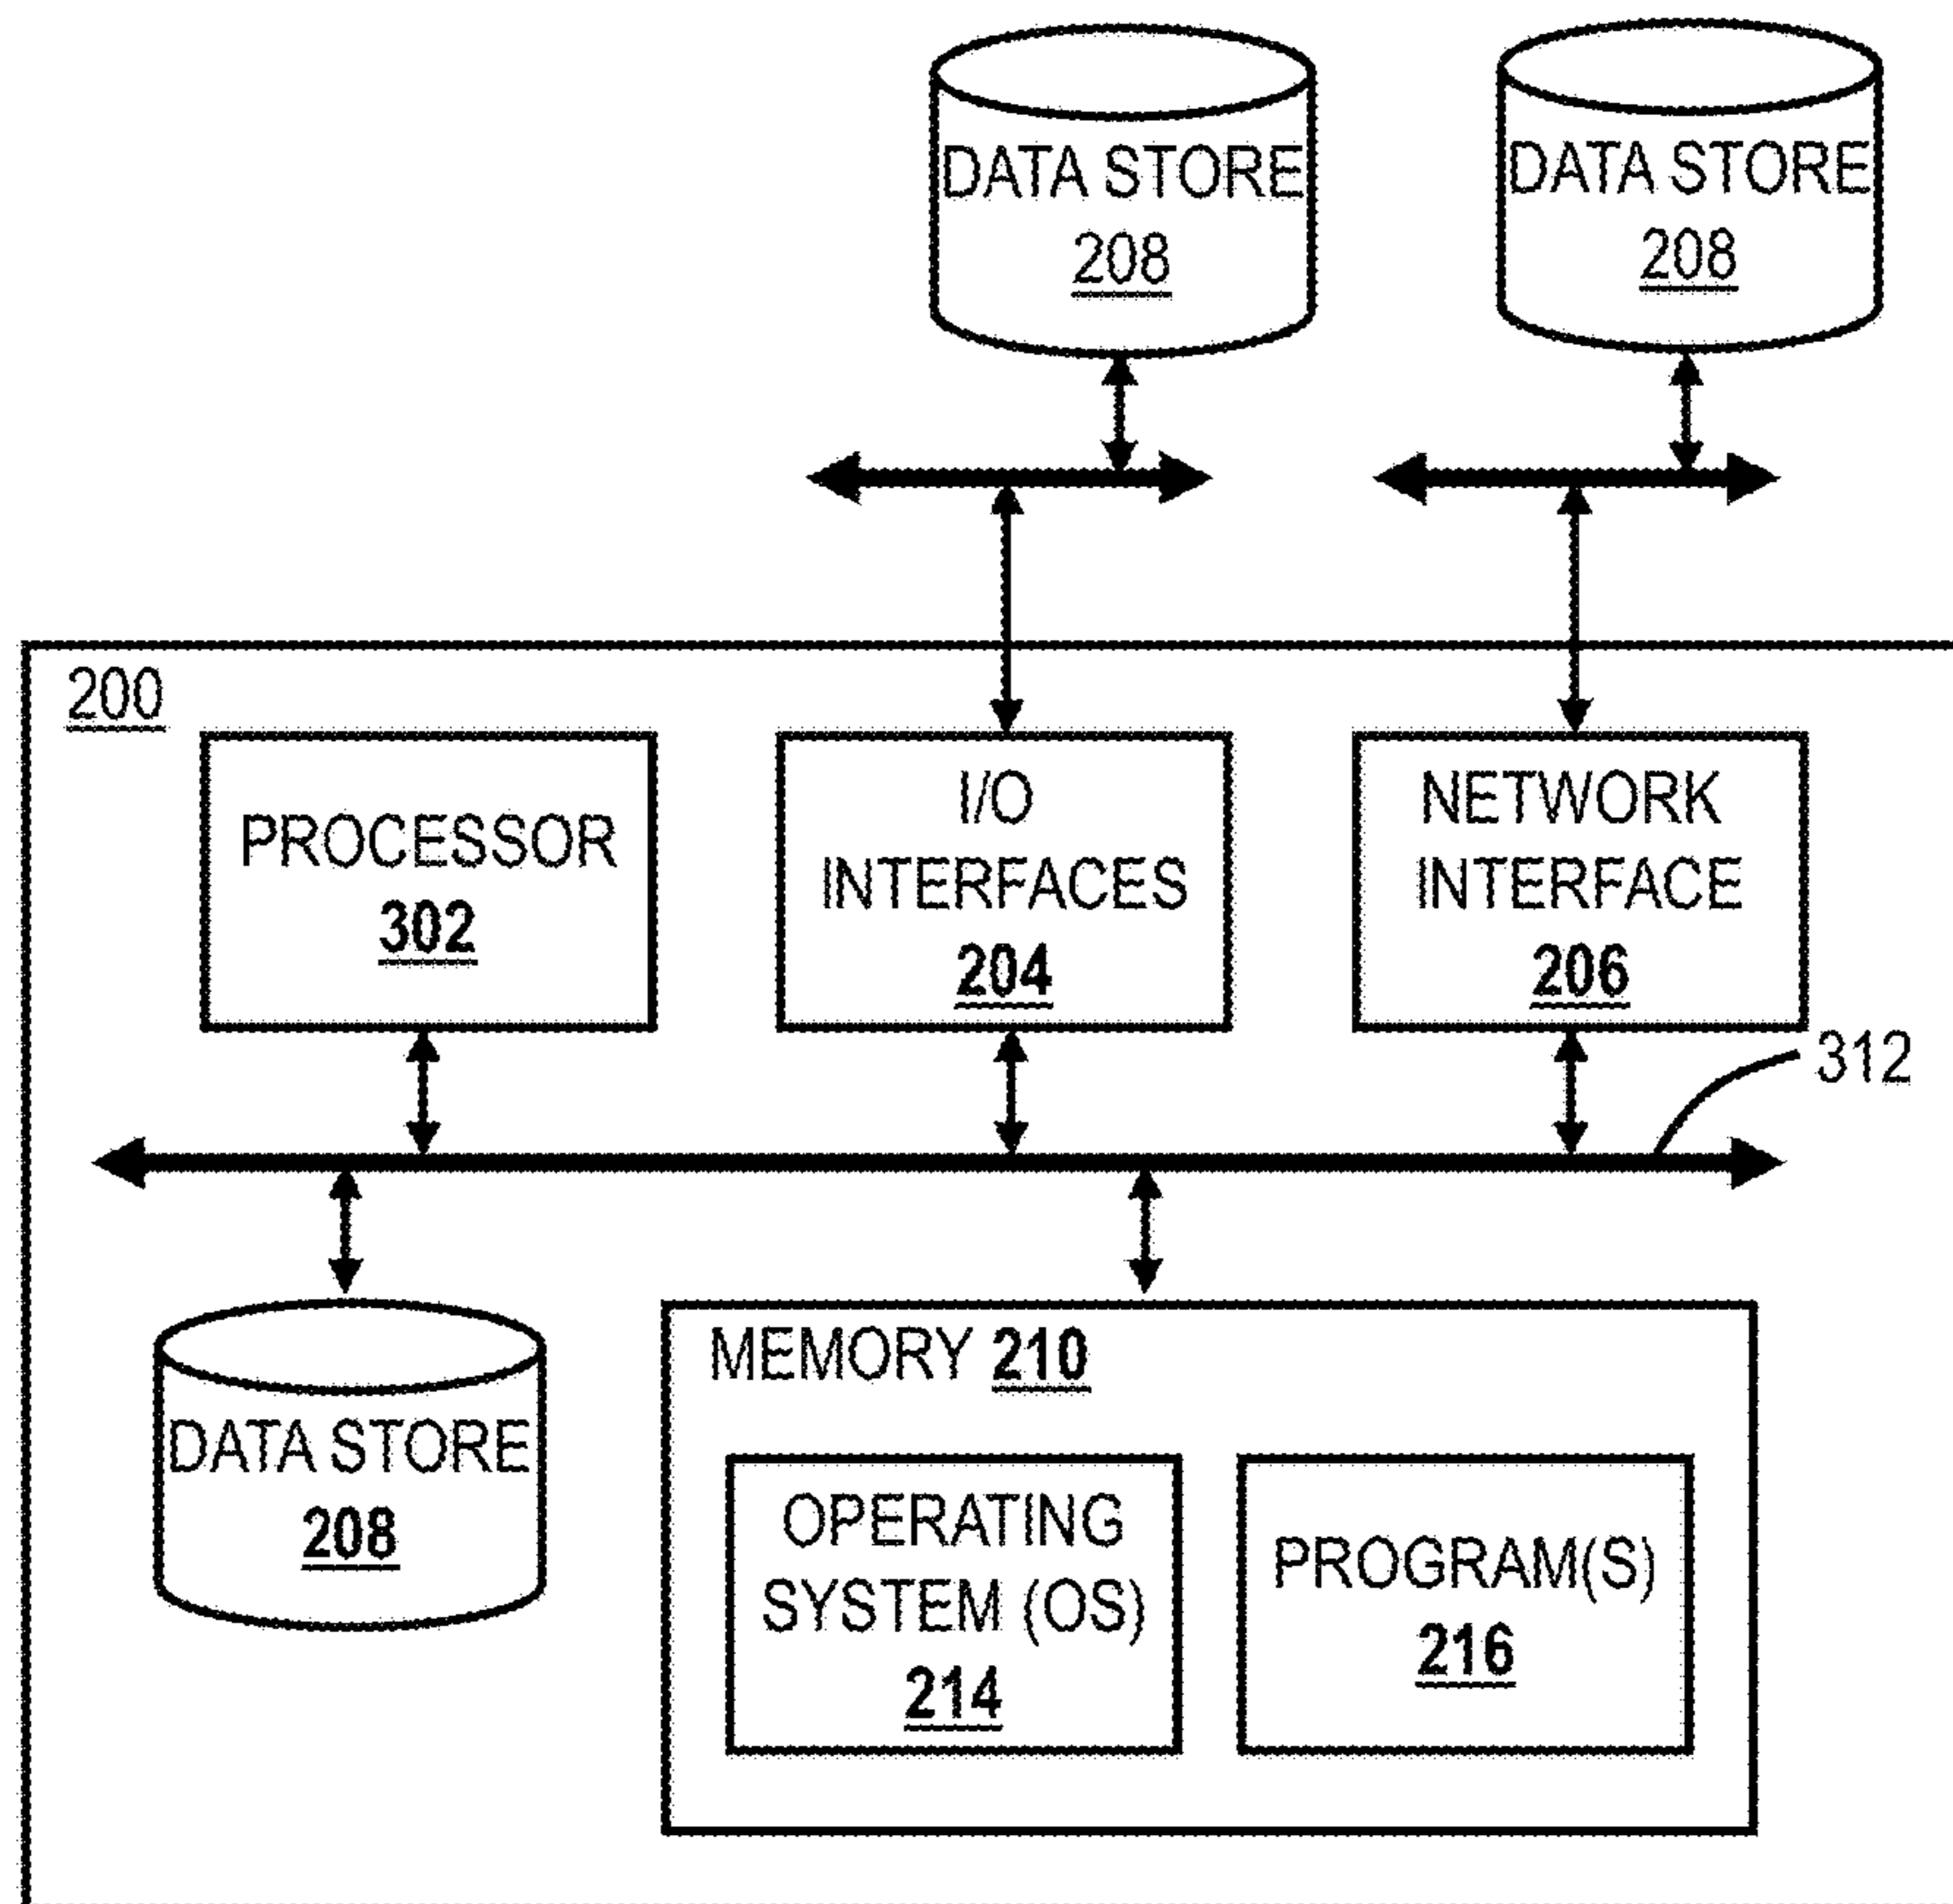 DATA STORE
208
DATA STORE
208
200
PROCESSOR
302
I/O
INTERFACES
204
NETWORK
INTERFACE
206
312
DATA STORE
208
MEMORY 210
OPERATING
SYSTEM (OS)
214
PROGRAM(S)
216